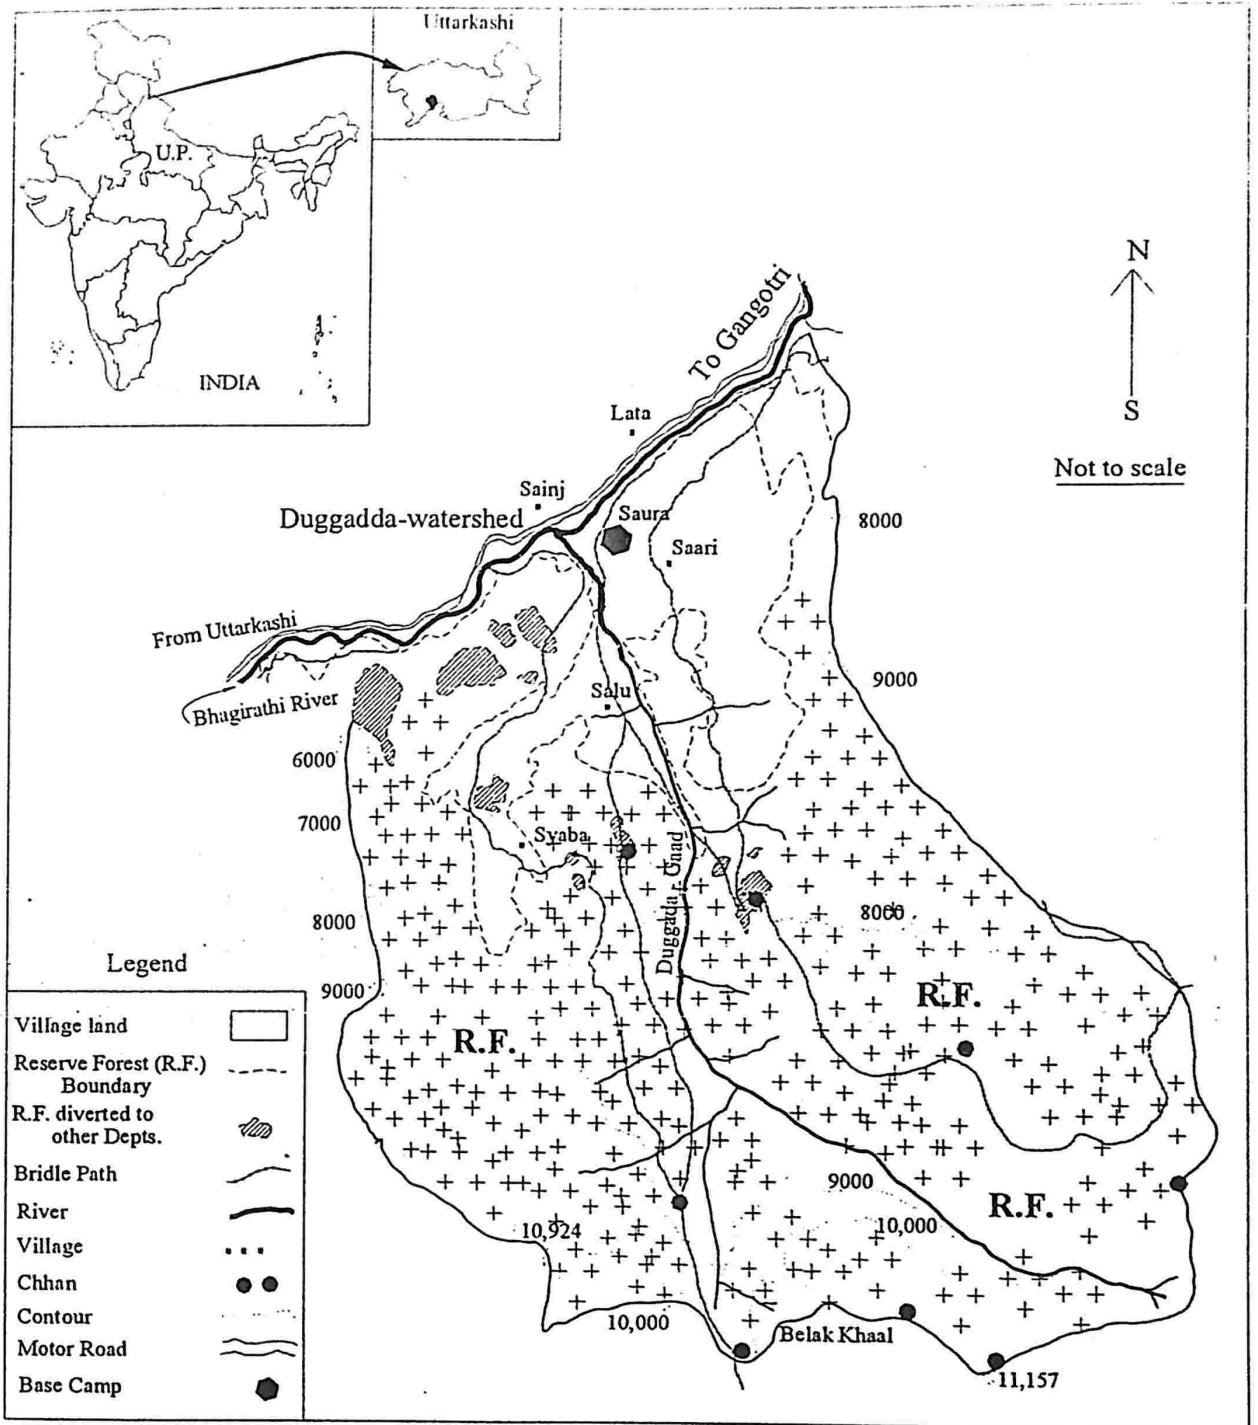 Uttarkashi
U.P.
INDIA
N
S
Not to scale
To Gangotri
Lata
Sainj
Duggadda-watershed
Saura
Saari
8000
From Uttarkashi
Bhagirathi River
Salu
9000
6000
7000
Syaba
Duggada - Gaad
8000
8000
9000
R.F.
R.F.
R.F.
9000
10,000
10,924
10,000
Belak Khaal
11,157
Legend
Village land
Reserve Forest (R.F.)
Boundary
R.F. diverted to
other Depts.
Bridle Path
River
Village
Chhan
Contour
Motor Road
Base Camp